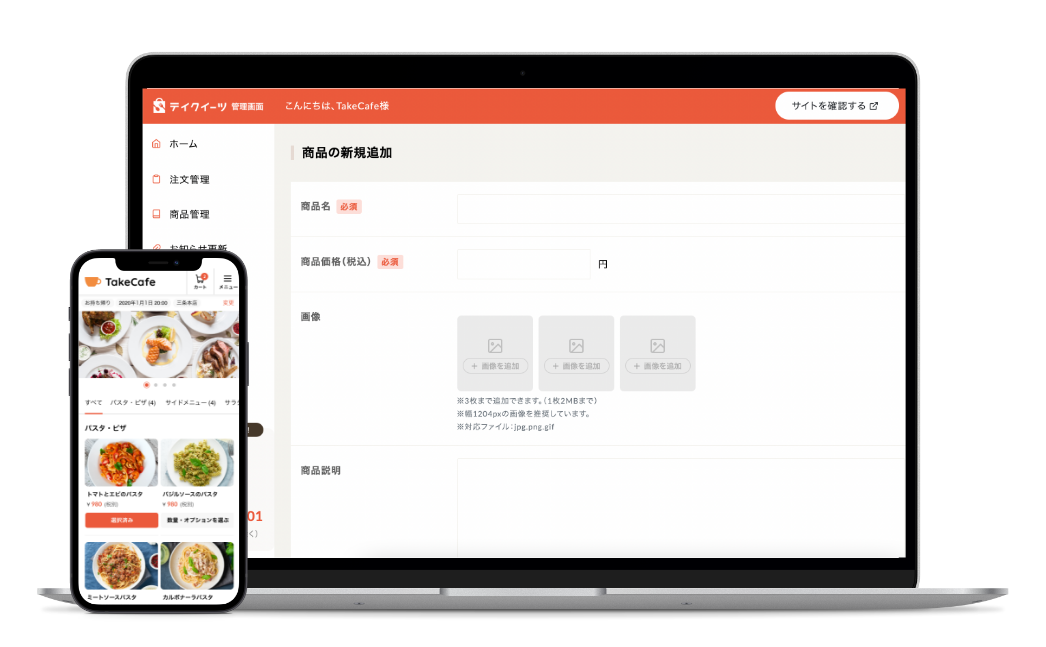 テイクイーツ 管理画面
こんにちは、TakeCafe様
サイトを確認する
ホーム
注文管理
商品管理
お知らせ更新
商品の新規追加
商品名 必須
商品価格(税込) 必須
円
画像
+ 画像を追加
+ 画像を追加
+ 画像を追加
※3枚まで追加できます。(1枚2MBまで)
※幅1204pxの画像を推奨しています。
※対応ファイル:jpg.png.gif
商品説明
01
く)
TakeCafe
2
カート
メニュー
お持ち帰り 2020年1月1日 20:00 三条本店 変更
すべて パスタ・ピザ (4) サイドメニュー (4) サラ
パスタ・ピザ
トマトとエビのパスタ
¥980 (税別)
選択済み
バジルソースのパスタ
¥980 (税別)
数量・オプションを選ぶ
ミートソースパスタ
カルボナーラパスタ